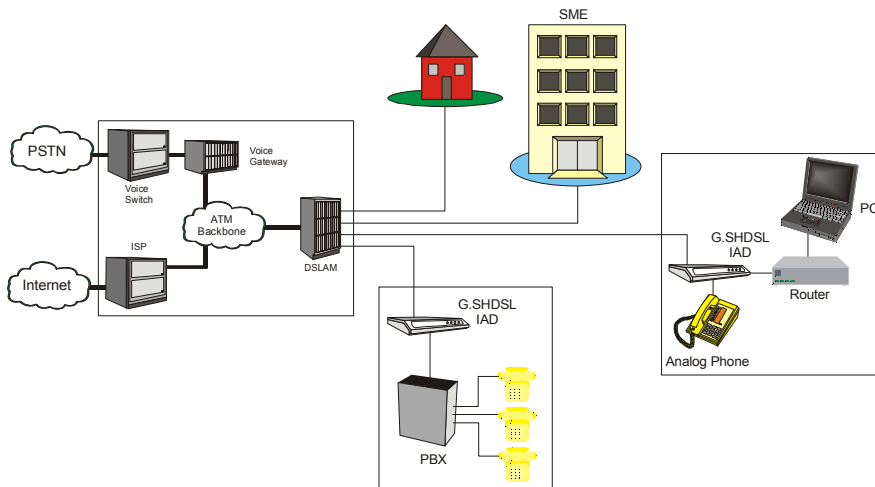 SME
PSTN
Voice
Gateway
Voice
Switch
ATM
Backbone
ISP
DSLAM
Internet
G.SHDSL
IAD
PBX
PC
G.SHDSL
IAD
Router
Analog Phone